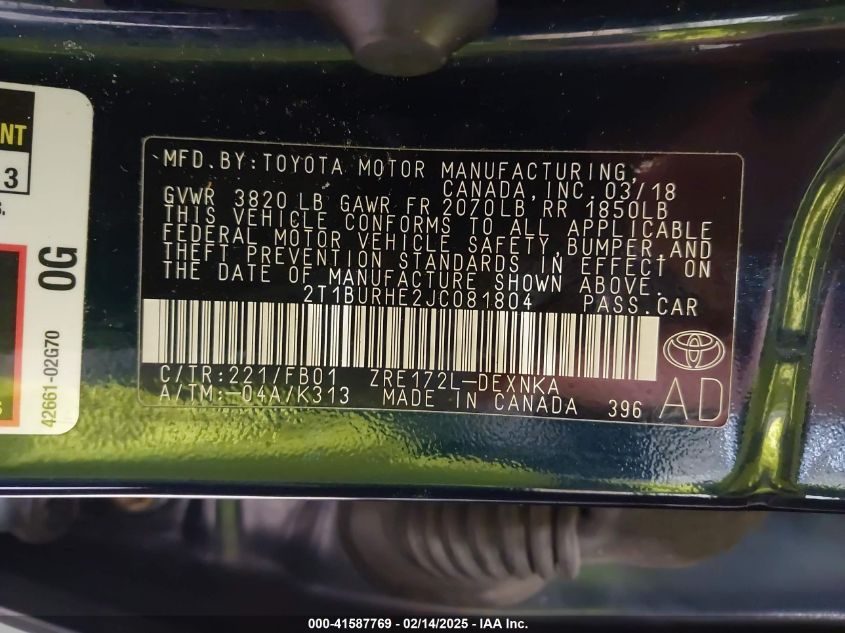 MFD.BY:TOYOTA MOTOR MANUFACTURING,
CANADA,INC. 03/18
GVWR 3820 LB GAWR FR 2070LB RR 1850LB
THIS VEHICLE CONFORMS TO ALL APPLICABLE
FEDERAL MOTOR VEHICLE SAFETY,BUMPER,AND
THEFT PREVENTION STANDARDS IN EFFECT ON
THE DATE OF MANUFACTURE SHOWN ABOVE.
2T1BURHE2JC081804 PASS.CAR
C/TR:221/FB01 ZRE172L-DEXNKA
A/TM:-04A/K313 MADE IN CANADA 396
AD
0G
42661-02G70
000-41587769 - 02/14/2025 - IAA Inc.